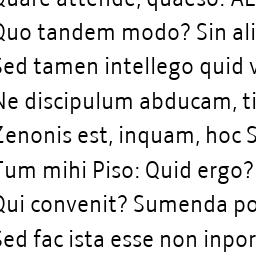 Quare attende, quaeso. AL
Quo tandem modo? Sin ali
Sed tamen intellego quid v
Ne discipulum abducam, ti
Zenonis est, inquam, hoc S
Tum mihi Piso: Quid ergo?
Qui convenit? Sumenda po
Sed fac ista esse non inpor